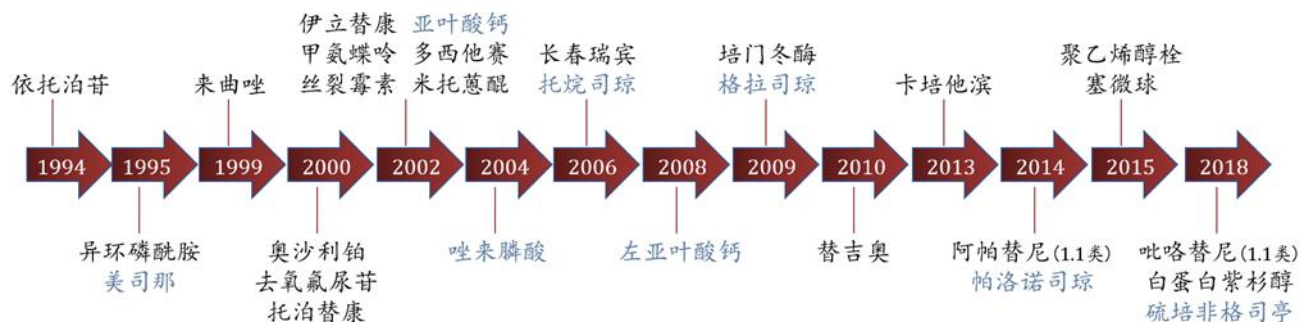 伊立替康 亚叶酸钙
甲氨蝶呤 多西他赛 长春瑞宾 培门冬酶 聚乙烯醇栓
依托泊苷 来曲唑 丝裂霉素 米托蒽醌 托烷司琼 格拉司琼 卡培他滨 塞微球
1994 1995 1999 2000 2002 2004 2006 2008 2009 2010 2013 2014 2015 2018
异环磷酰胺 奥沙利铂 唑来膦酸 左亚叶酸钙 替吉奥 阿帕替尼(1.1类) 吡咯替尼(1.1类)
美司那 去氧氟尿苷 帕洛诺司琼 白蛋白紫杉醇
托泊替康 硫培非格司亭